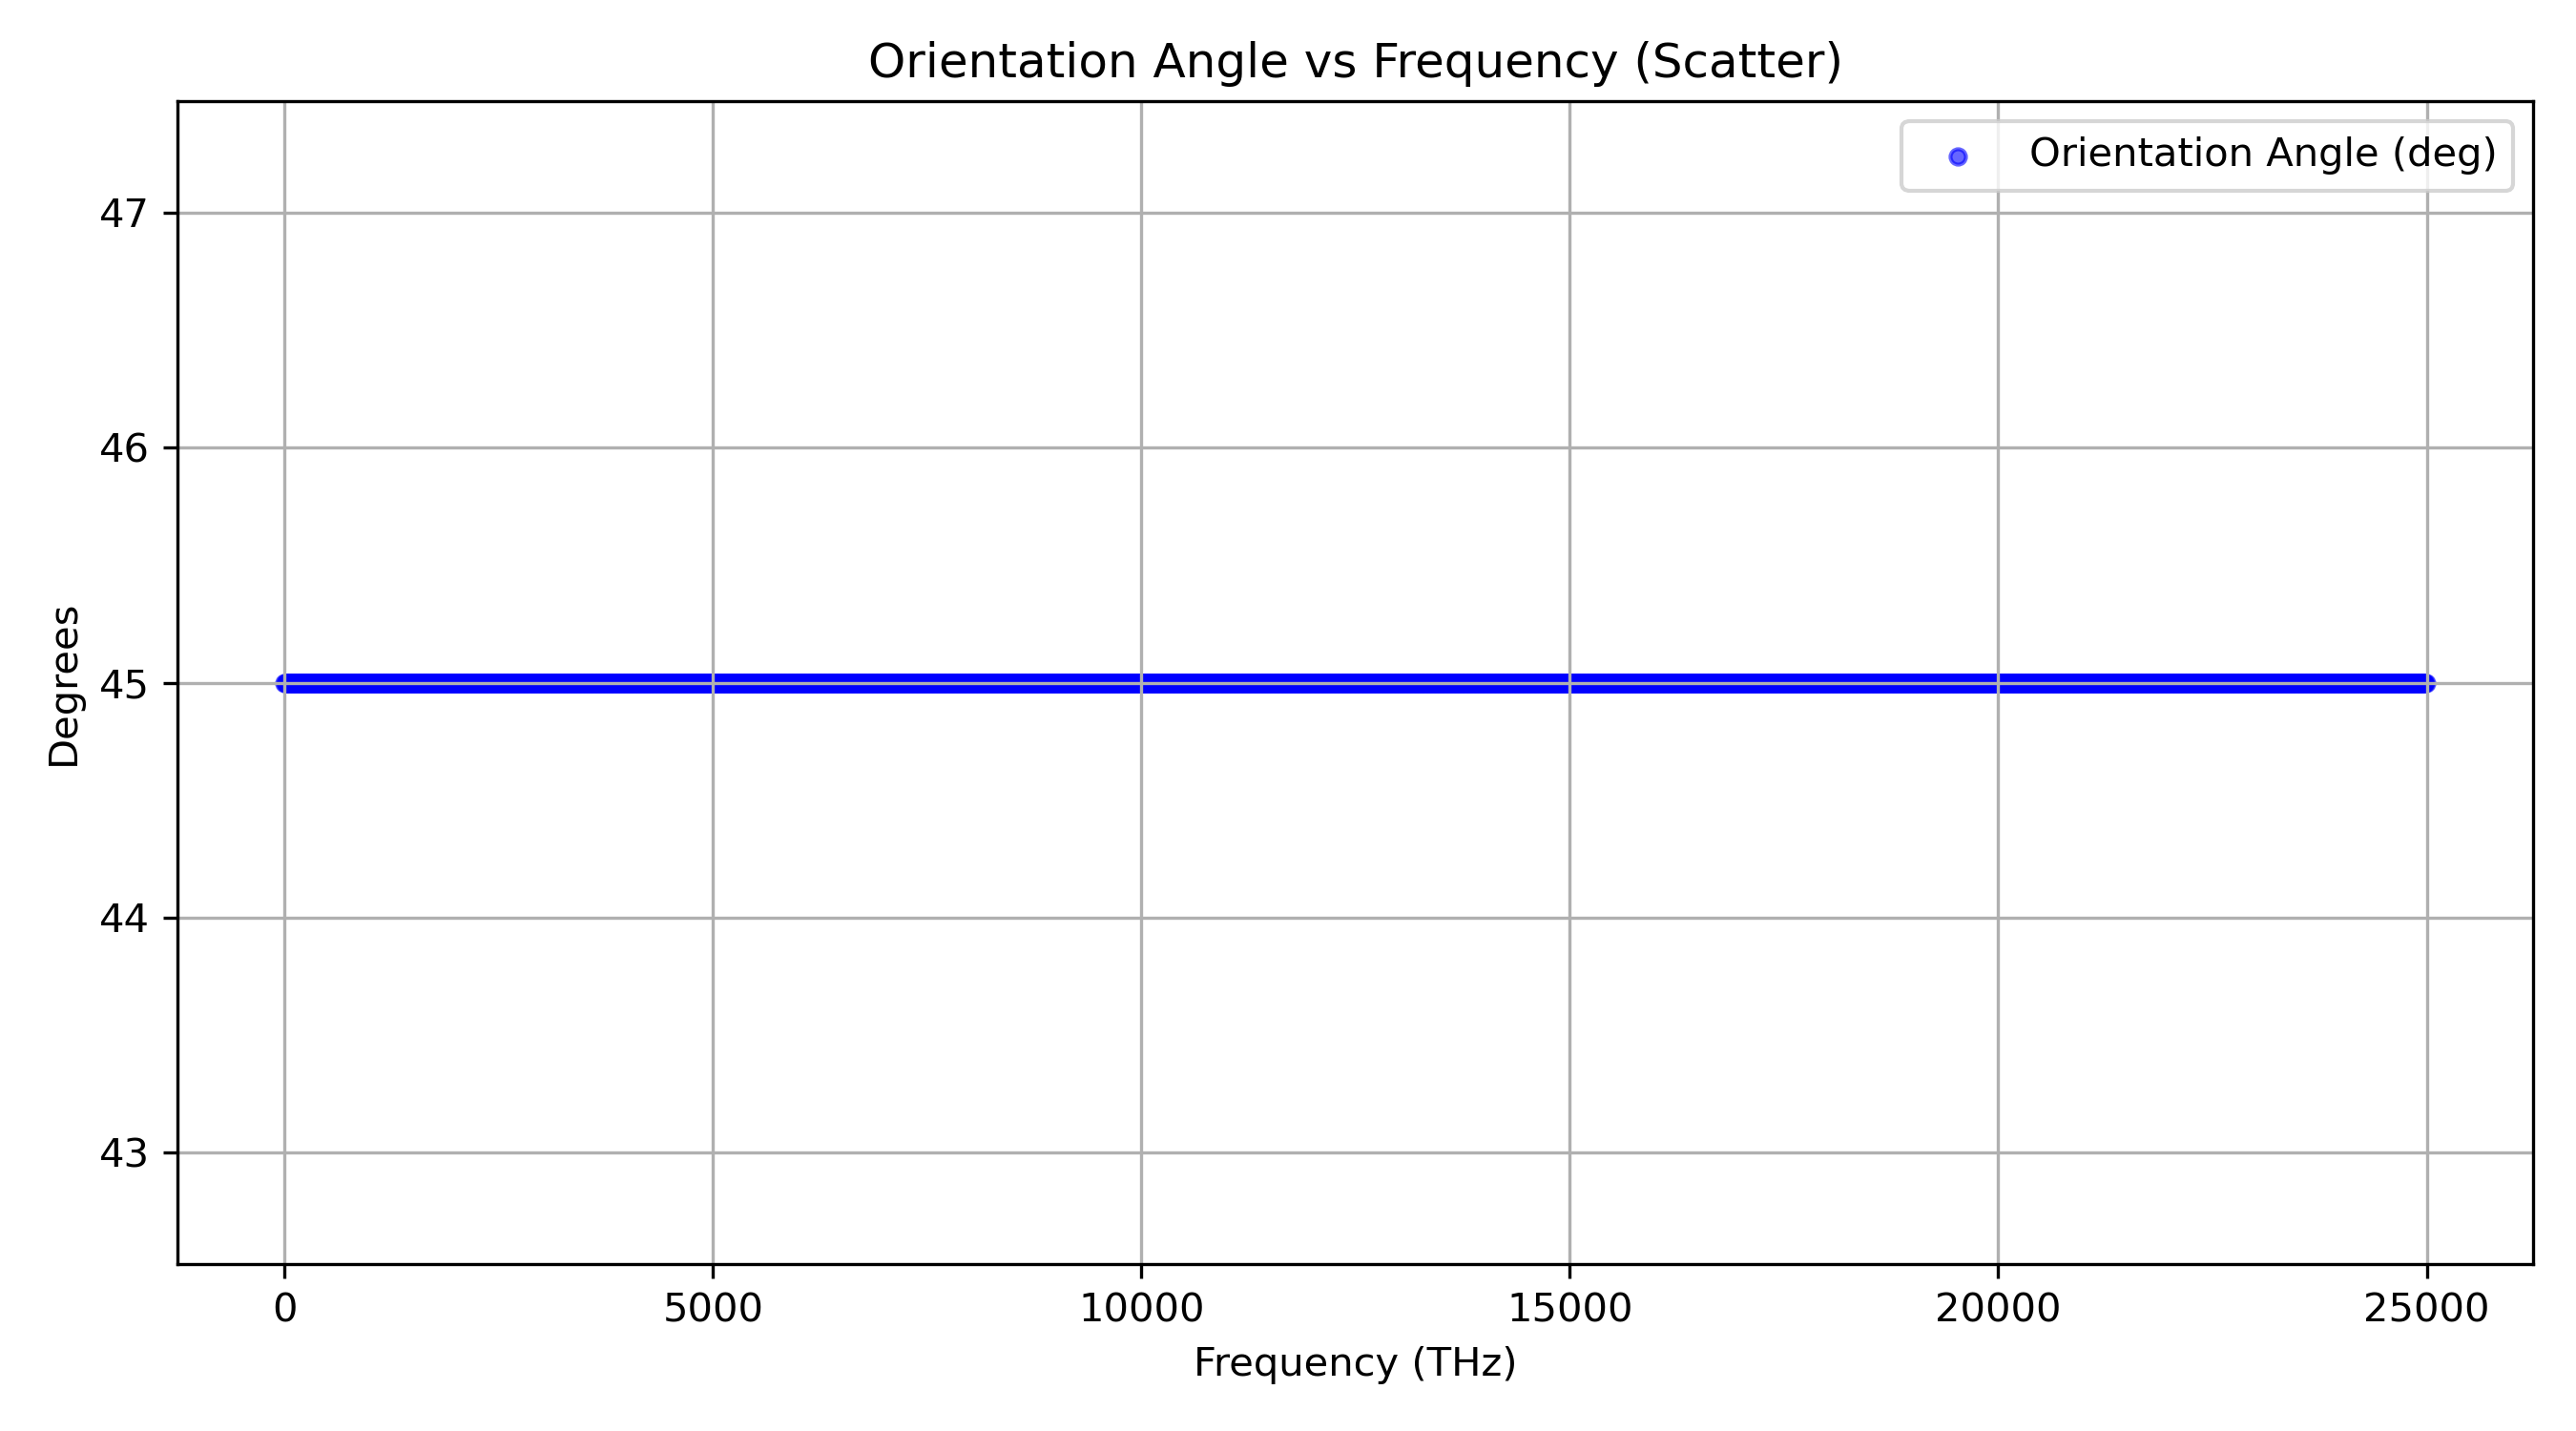 Orientation Angle vs Frequency (Scatter)
Orientation Angle (deg)
47
46
45
44
43
Degrees
0 5000 10000 15000 20000 25000
Frequency (THz)